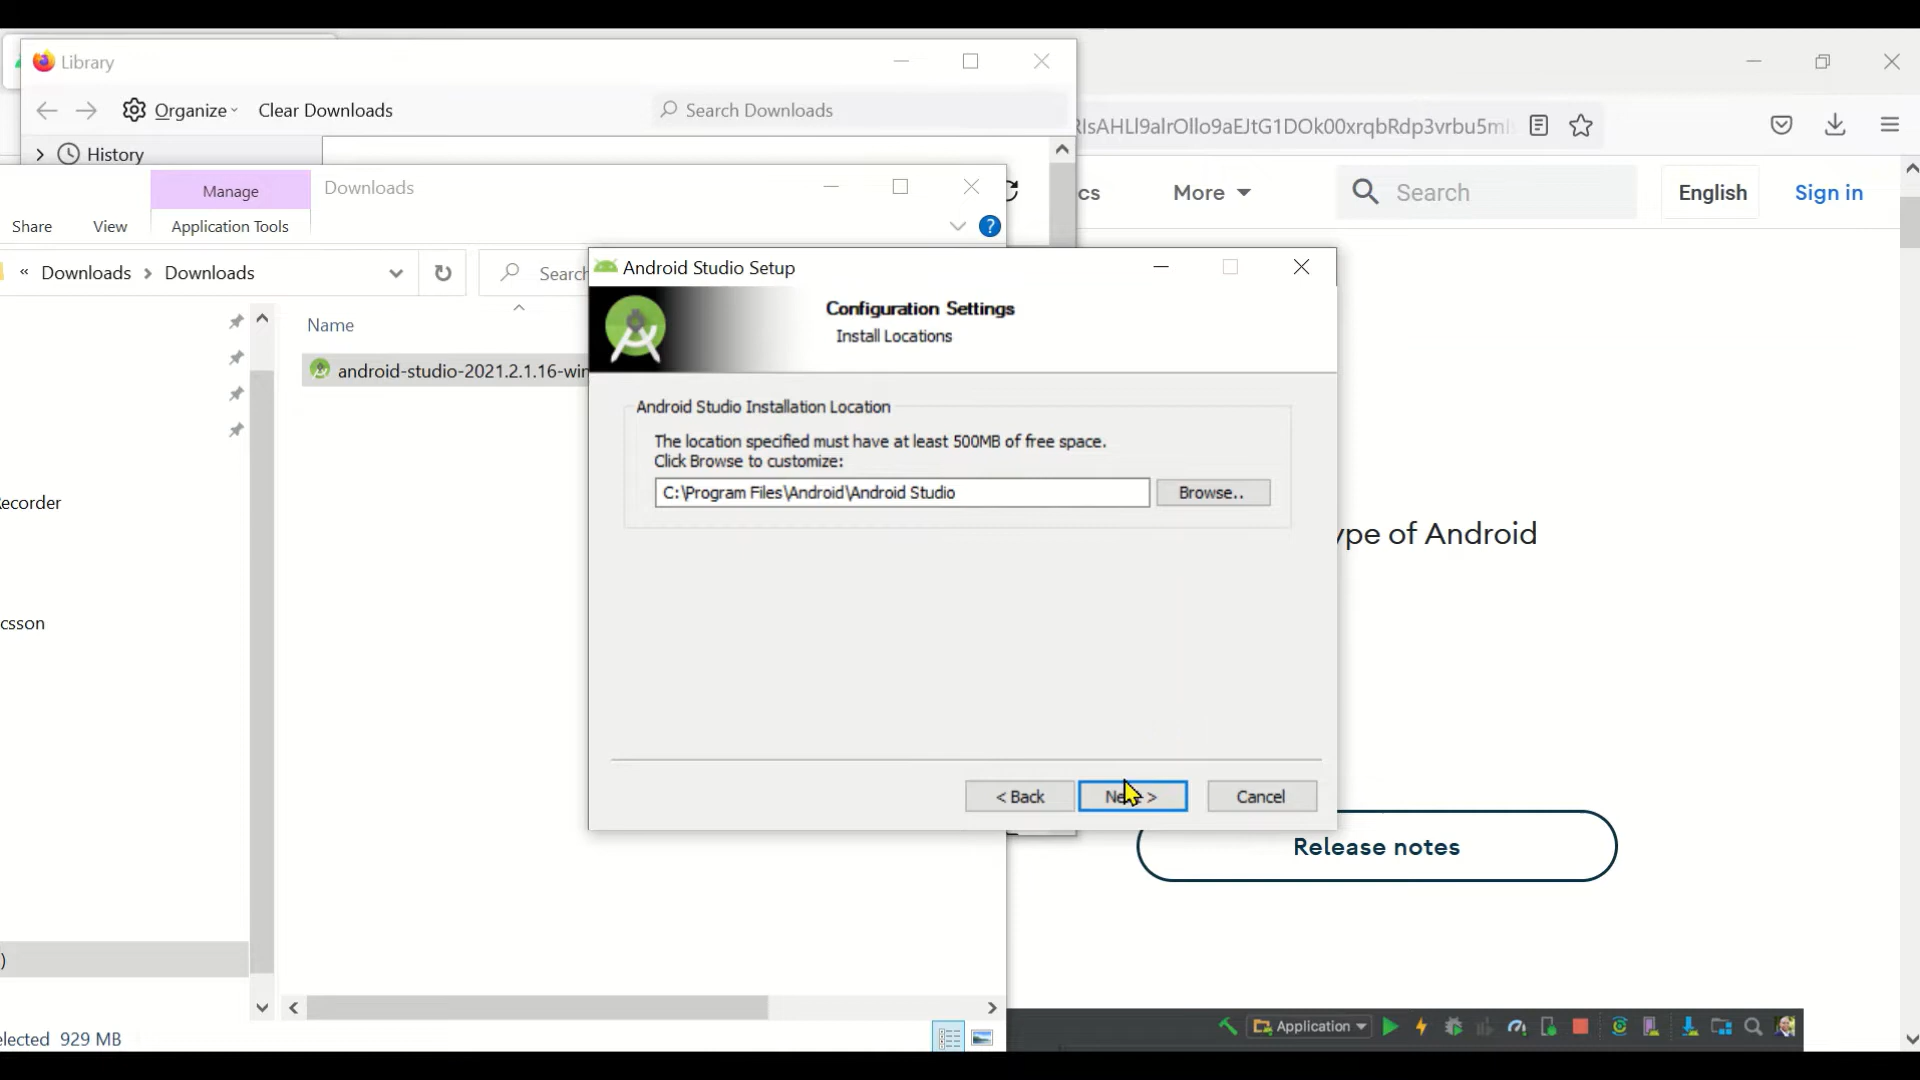 Library
Organize
Clear Downloads
Search Downloads
History
Manage
Downloads
Share
View
Application Tools
« Downloads > Downloads
Search
Name
android-studio-2021.2.1.16-win
ecorder
csson
)
elected 929 MB
RIsAHLl9alrOllo9aEJtG1DOk00xrqbRdp3vrbu5ml
cs
More
Search
English
Sign in
Android Studio Setup
Configuration Settings
Install Locations
Android Studio Installation Location
The location specified must have at least 500MB of free space.
Click Browse to customize:
C:\Program Files\Android\Android Studio
Browse..
< Back
Cancel
ype of Android
Release notes
Application